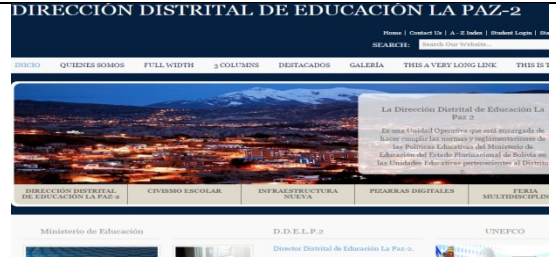 DIRECCIÓN DISTRITAL DE EDUCACIÓN LA PAZ-2
Home | Contact Us | A - Z Index | Student Login | Sta
SEARCH: Search Our Website...
INICIO QUIENES SOMOS FULL WIDTH 3 COLUMNS DESTACADOS GALERÍA THIS A VERY LONG LINK THIS IS T
La Dirección Distrital de Educación La
Paz 2
Es una Unidad Operativa que está encargada de
hacer cumplir las normas y reglamentaciones de
las Políticas Educativas del Ministerio de
Educación del Estado Plurinacional de Bolivia en
las Unidades Educativas pertenecientes al Distrito
DIRECCIÓN DISTRITAL
DE EDUCACIÓN LA PAZ-2
CIVISMO ESCOLAR
INFRAESTRUCTURA
NUEVA
PIZARRAS DIGITALES
FERIA
MULTIDISCIPLIN
Ministerio de Educación
D.D.E.L.P.2
UNEFCO
Director Distrital de Educación La Paz-2.